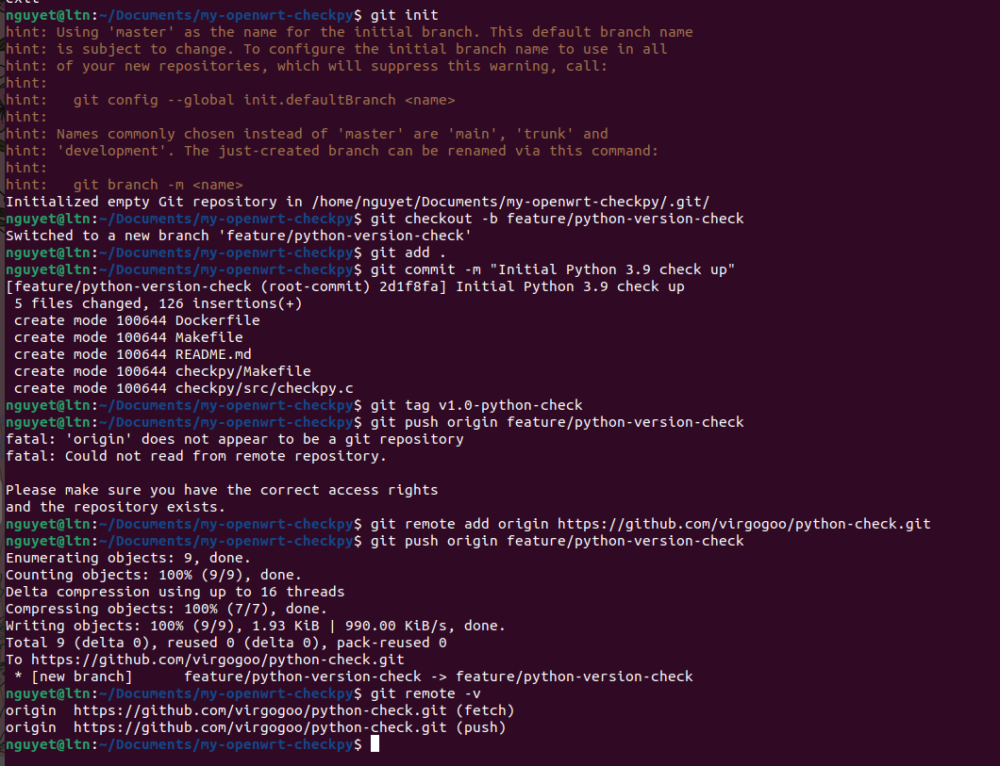 exit
nguyet@ltn:~/Documents/my-openwrt-checkpy$ git init
hint: Using 'master' as the name for the initial branch. This default branch name
hint: is subject to change. To configure the initial branch name to use in all
hint: of your new repositories, which will suppress this warning, call:
hint:
hint:   git config --global init.defaultBranch <name>
hint:
hint: Names commonly chosen instead of 'master' are 'main', 'trunk' and
hint: 'development'. The just-created branch can be renamed via this command:
hint:
hint:   git branch -m <name>
Initialized empty Git repository in /home/nguyet/Documents/my-openwrt-checkpy/.git/
nguyet@ltn:~/Documents/my-openwrt-checkpy$ git checkout -b feature/python-version-check
Switched to a new branch 'feature/python-version-check'
nguyet@ltn:~/Documents/my-openwrt-checkpy$ git add .
nguyet@ltn:~/Documents/my-openwrt-checkpy$ git commit -m "Initial Python 3.9 check up"
[feature/python-version-check (root-commit) 2d1f8fa] Initial Python 3.9 check up
 5 files changed, 126 insertions(+)
 create mode 100644 Dockerfile
 create mode 100644 Makefile
 create mode 100644 README.md
 create mode 100644 checkpy/Makefile
 create mode 100644 checkpy/src/checkpy.c
nguyet@ltn:~/Documents/my-openwrt-checkpy$ git tag v1.0-python-check
nguyet@ltn:~/Documents/my-openwrt-checkpy$ git push origin feature/python-version-check
fatal: 'origin' does not appear to be a git repository
fatal: Could not read from remote repository.

Please make sure you have the correct access rights
and the repository exists.
nguyet@ltn:~/Documents/my-openwrt-checkpy$ git remote add origin https://github.com/virgogoo/python-check.git
nguyet@ltn:~/Documents/my-openwrt-checkpy$ git push origin feature/python-version-check
Enumerating objects: 9, done.
Counting objects: 100% (9/9), done.
Delta compression using up to 16 threads
Compressing objects: 100% (7/7), done.
Writing objects: 100% (9/9), 1.93 KiB | 990.00 KiB/s, done.
Total 9 (delta 0), reused 0 (delta 0), pack-reused 0
To https://github.com/virgogoo/python-check.git
 * [new branch]      feature/python-version-check -> feature/python-version-check
nguyet@ltn:~/Documents/my-openwrt-checkpy$ git remote -v
origin  https://github.com/virgogoo/python-check.git (fetch)
origin  https://github.com/virgogoo/python-check.git (push)
nguyet@ltn:~/Documents/my-openwrt-checkpy$